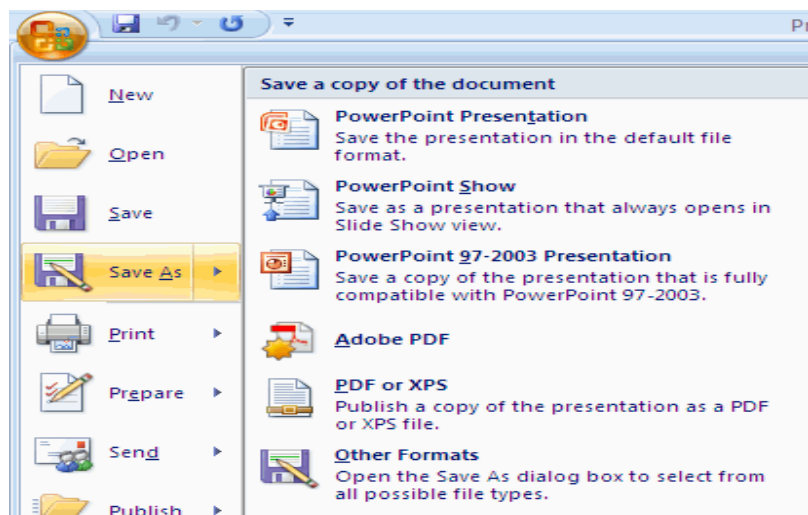 Pr
New
Open
Save
Save As
Print
Prepare
Send
Publish
Save a copy of the document
PowerPoint Presentation
Save the presentation in the default file
format.
PowerPoint Show
Save as a presentation that always opens in
Slide Show view.
PowerPoint 97-2003 Presentation
Save a copy of the presentation that is fully
compatible with PowerPoint 97-2003.
Adobe PDF
PDF or XPS
Publish a copy of the presentation as a PDF
or XPS file.
Other Formats
Open the Save As dialog box to select from
all possible file types.